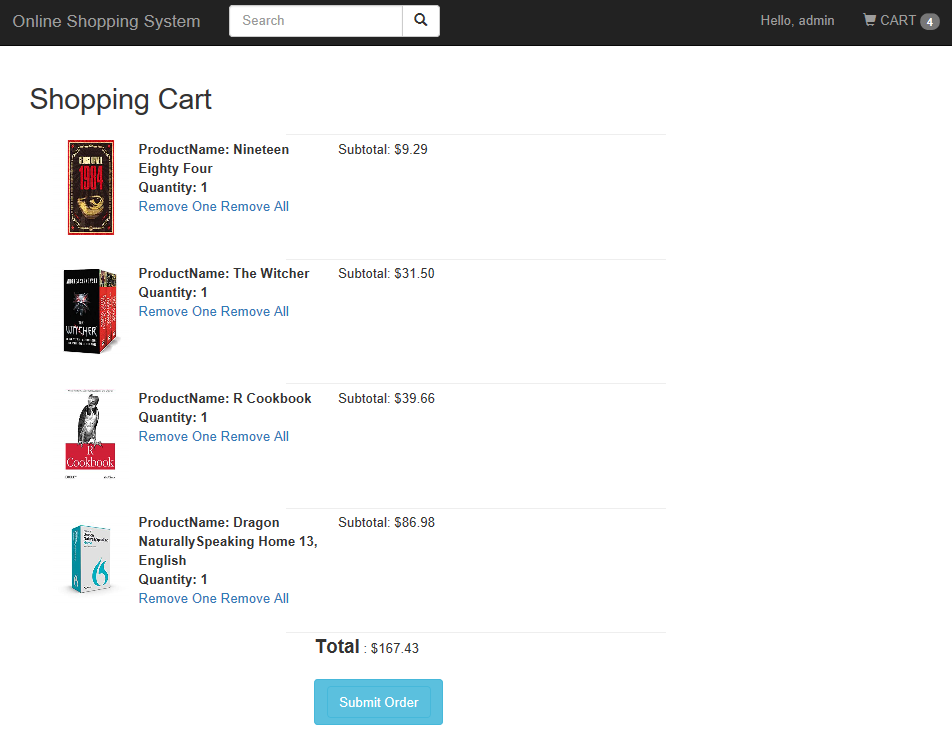 Online Shopping System
Search
Hello, admin
CART 4
Shopping Cart
1984
ProductName: Nineteen
Eighty Four
Quantity: 1
Remove One Remove All
Subtotal: $9.29
WITCHER
ProductName: The Witcher
Quantity: 1
Remove One Remove All
Subtotal: $31.50
R
Cookbook
ProductName: R Cookbook
Quantity: 1
Remove One Remove All
Subtotal: $39.66
ProductName: Dragon
NaturallySpeaking Home 13,
English
Quantity: 1
Remove One Remove All
Subtotal: $86.98
Total : $167.43
Submit Order